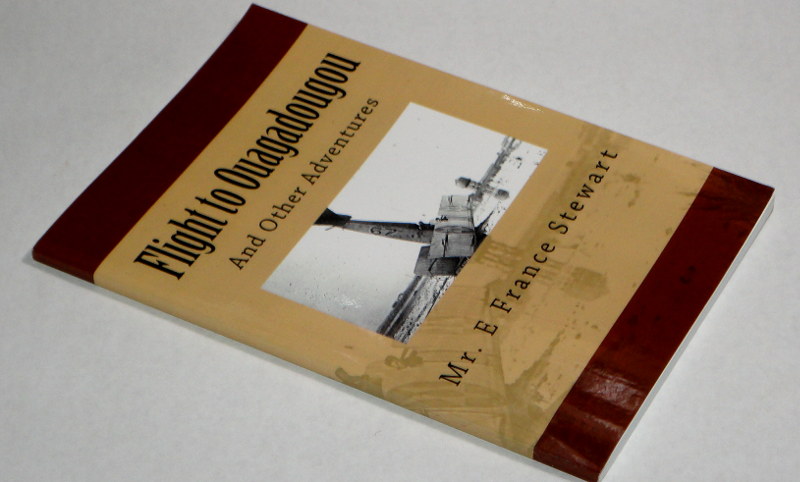 Flight to Ouagadougou
And Other Adventures
Mr. E France Stewart